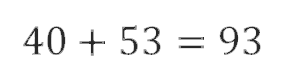 40 + 53 = 93